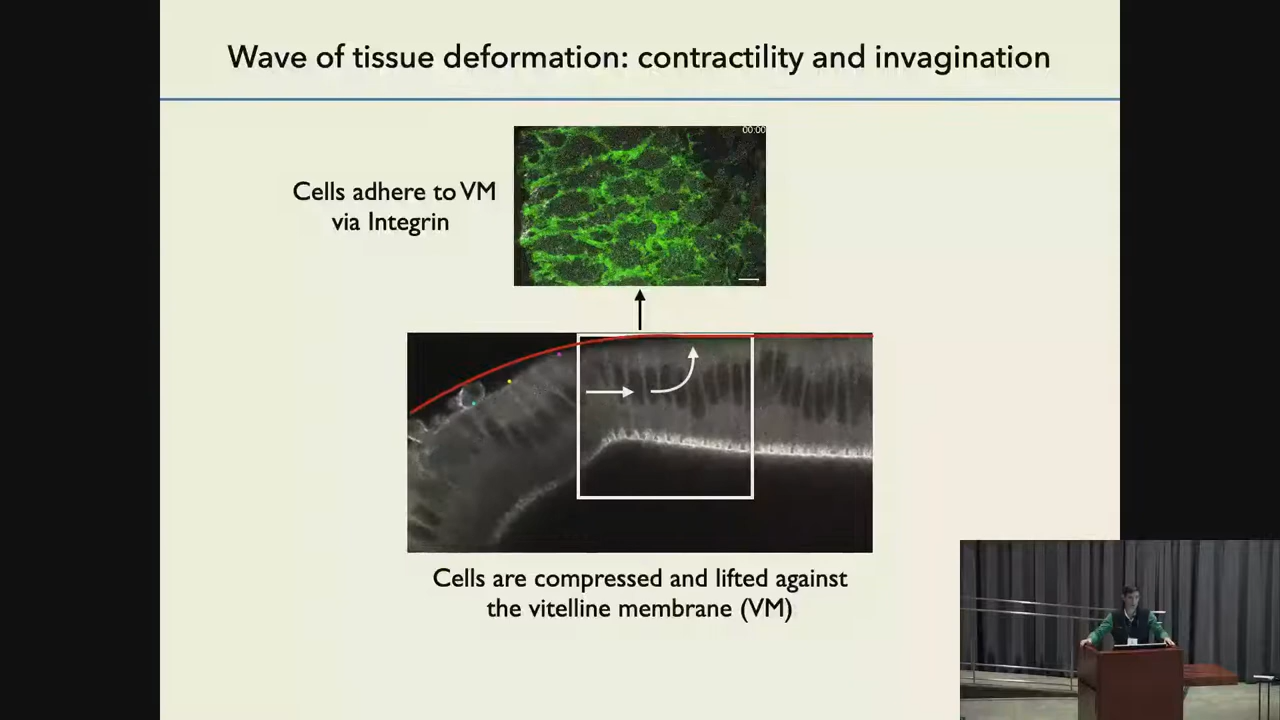 Wave of tissue deformation: contractility and invagination
00:00
Cells adhere to VM
via Integrin
Cells are compressed and lifted against
the vitelline membrane (VM)